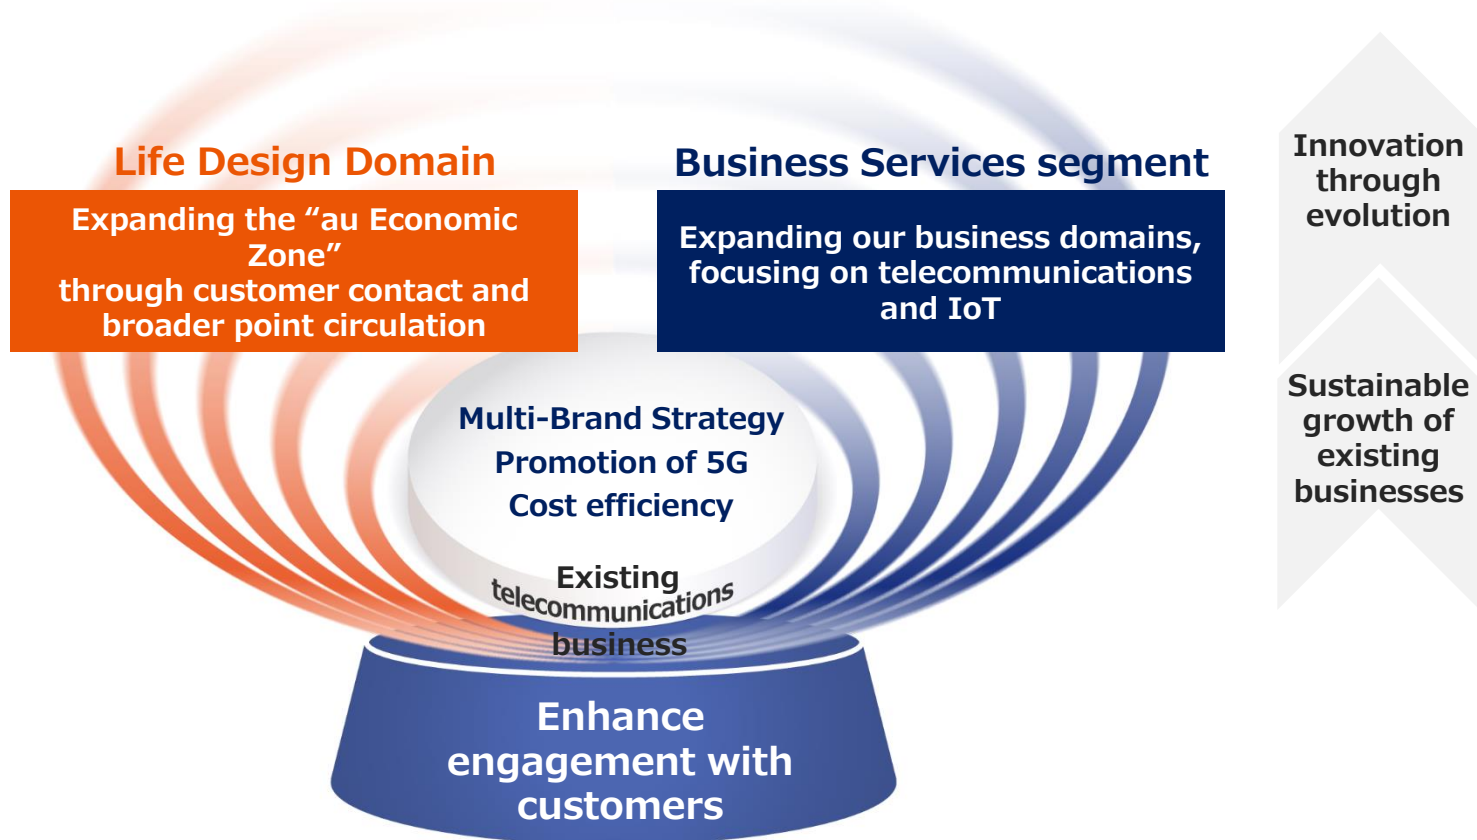 Life Design Domain
Expanding the “au Economic
Zone”
through customer contact and
broader point circulation
Business Services segment
Expanding our business domains,
focusing on telecommunications
and IoT
Multi-Brand Strategy
Promotion of 5G
Cost efficiency
Existing
telecommunications
business
Enhance
engagement with
customers
Innovation
through
evolution
Sustainable
growth of
existing
businesses